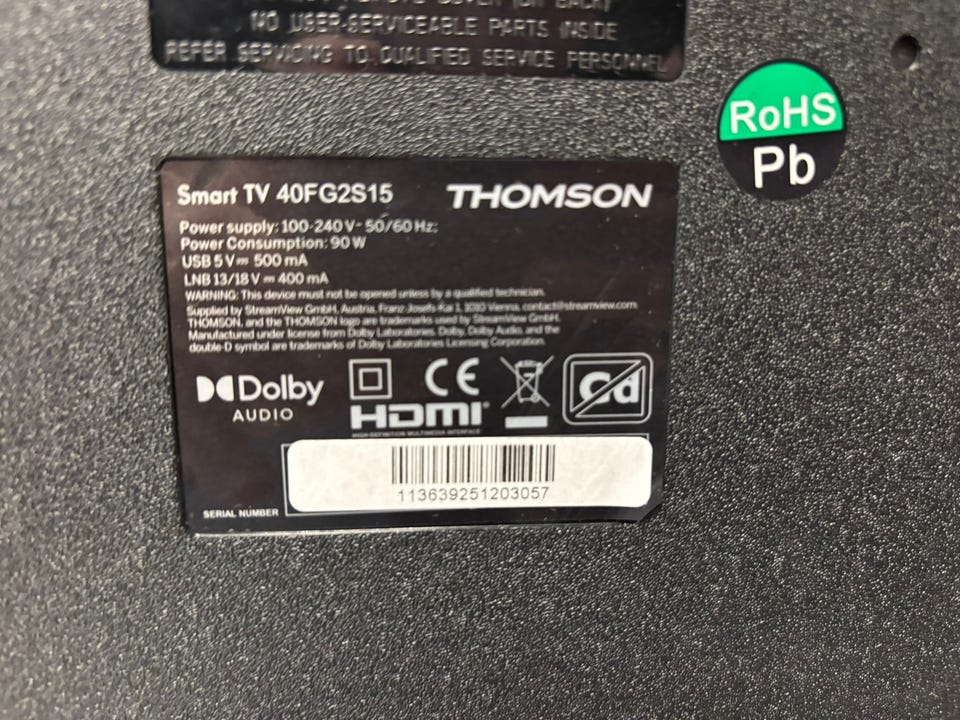 NO USER-SERVICEABLE PARTS INSIDE
REFER SERVICING TO QUALIFIED SERVICE PERSONNEL
RoHS
Pb
Smart TV 40FG2S15 THOMSON
Power supply: 100-240 V~ 50/60 Hz;
Power Consumption: 90 W
USB 5 V⎓ 500 mA
LNB 13/18 V ⎓ 400 mA
WARNING: This device must not be opened unless by a qualified technician.
Supplied by StreamView GmbH, Austria, Franz-Josefs-Kai 1, 1010 Vienna, contact@streamview.com
THOMSON, and the THOMSON logo are trademarks used by StreamView GmbH.
Manufactured under license from Dolby Laboratories. Dolby, Dolby Audio, and the
double-D symbol are trademarks of Dolby Laboratories Licensing Corporation.
Dolby
AUDIO
CE
Cd
HDMI
HIGH-DEFINITION MULTIMEDIA INTERFACE
113639251203057
SERIAL NUMBER